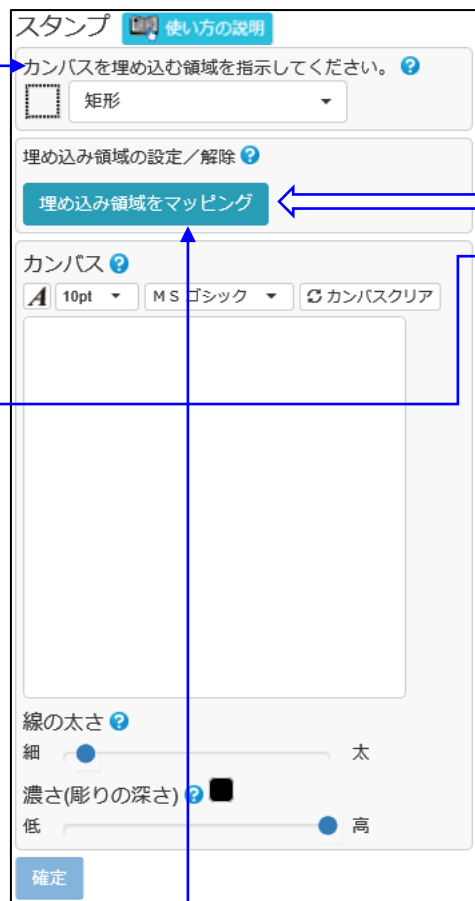 スタンプ 使い方の説明
カンバスを埋め込む領域を指示してください。 ?
矩形
埋め込み領域の設定／解除 ?
埋め込み領域をマッピング
カンバス ?
A 10pt ＭＳ ゴシック カンバスクリア
線の太さ ?
細 太
濃さ(彫りの深さ) ?
低 高
確定